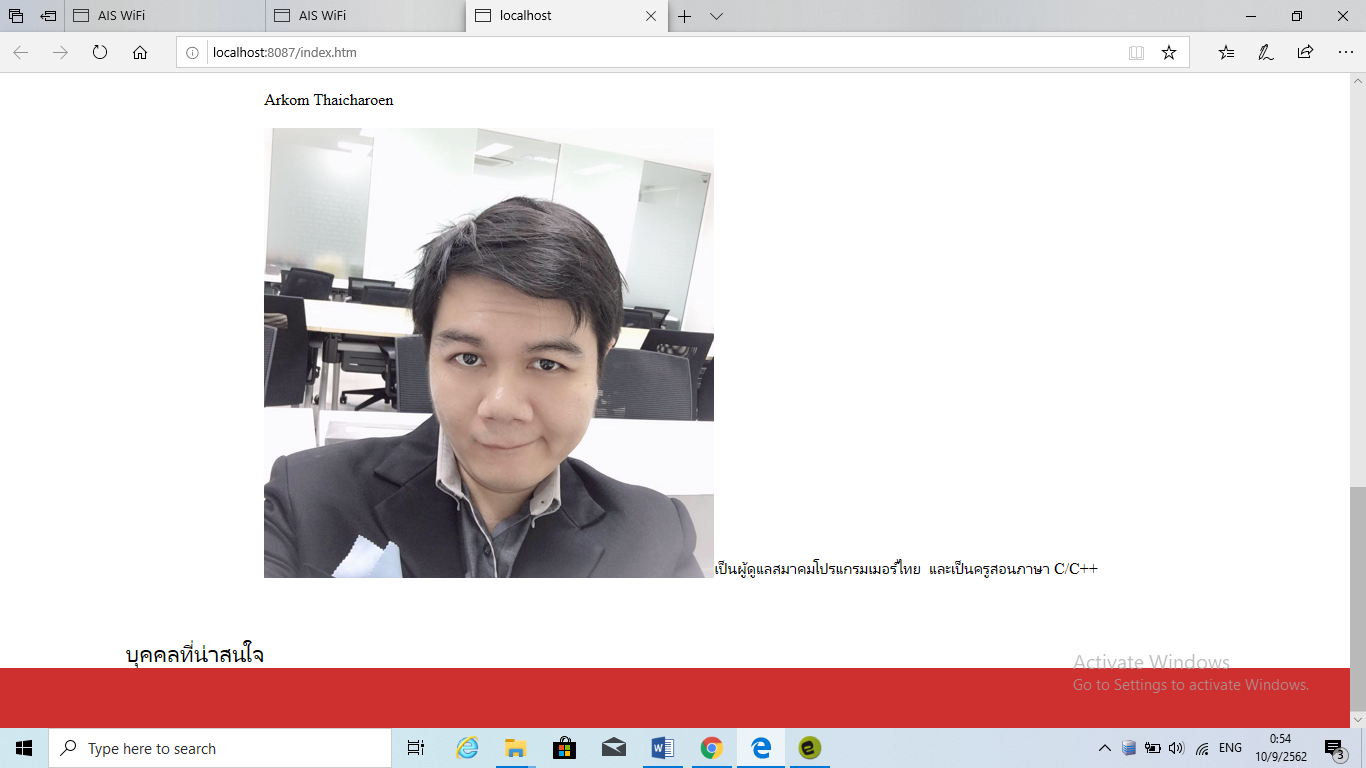 AIS WiFi
AIS WiFi
localhost
localhost:8087/index.htm
Arkom Thaicharoen
เป็นผู้ดูแลสมาคมโปรแกรมเมอร์ไทย และเป็นครูสอนภาษา C/C++
บุคคลที่น่าสนใจ
Activate Windows
Go to Settings to activate Windows.
Type here to search
ENG
0:54
10/9/2562
3